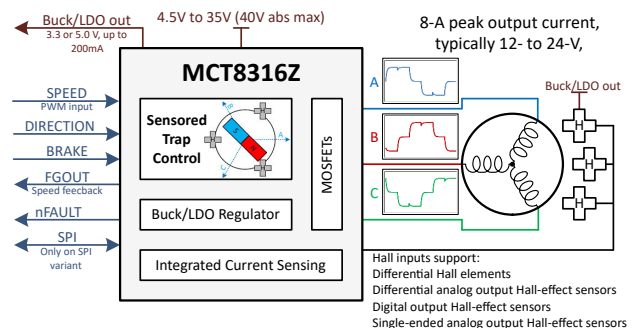 Buck/LDO out
3.3 or 5.0 V, up to
200mA
4.5V to 35V (40V abs max)
8-A peak output current,
typically 12- to 24-V,
MCT8316Z
SPEED
PWM input
DIRECTION
BRAKE
FGOUT
Speed feecback
nFAULT
SPI
Only on SPI
variant
Sensored
Trap
Control
H
H
H
B
A
C
S
N
Buck/LDO Regulator
Integrated Current Sensing
MOSFETs
A
B
C
Buck/LDO out
H
H
H
Hall inputs support:
Differential Hall elements
Differential analog output Hall-effect sensors
Digital output Hall-effect sensors
Single-ended analog output Hall-effect sensors